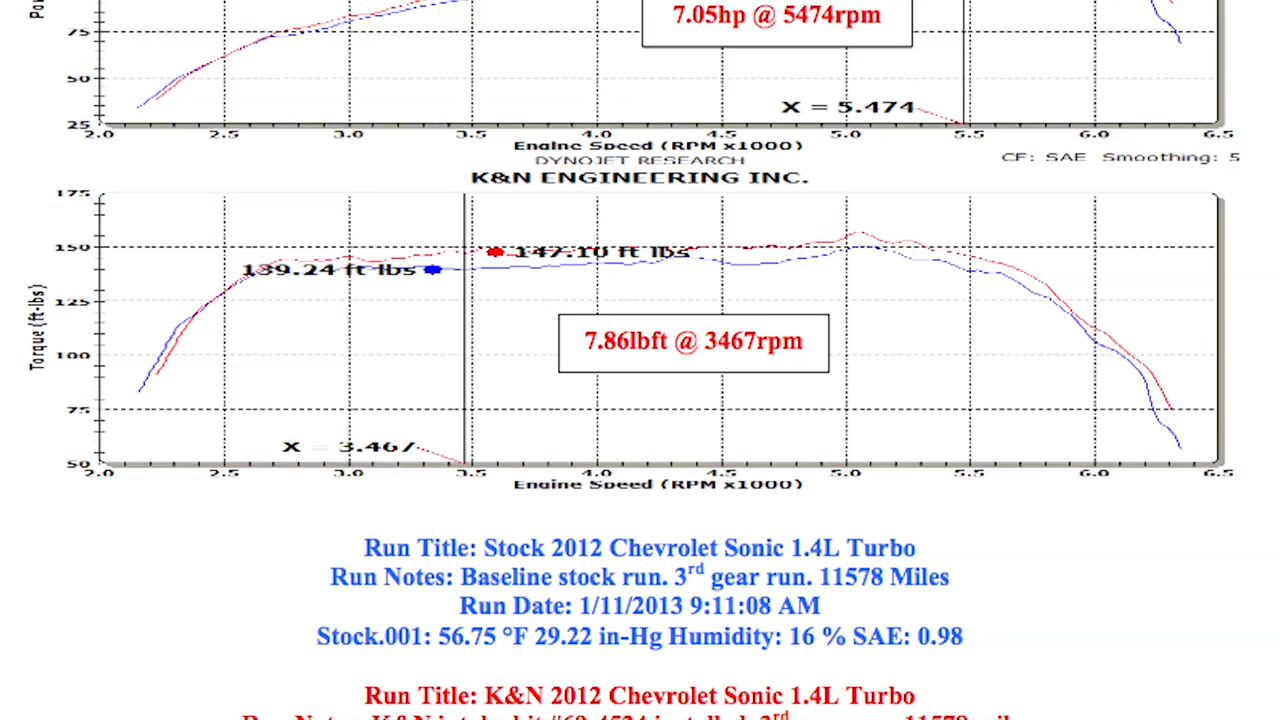 7.05hp @ 5474rpm
75
50
X = 5.474
25
2.0 2.5 3.0 3.5 4.0 4.5 5.0 5.5 6.0 6.5
Engine Speed (RPM x1000)
DYNOJET RESEARCH
CF: SAE Smoothing: 5
K&N ENGINEERING INC.
175
150
147.10 ft lbs
139.24 ft lbs
125
Torque (ft-lbs)
7.86lbft @ 3467rpm
100
75
X = 3.467
50
2.0 2.5 3.0 3.5 4.0 4.5 5.0 5.5 6.0 6.5
Engine Speed (RPM x1000)
Run Title: Stock 2012 Chevrolet Sonic 1.4L Turbo
Run Notes: Baseline stock run. 3rd gear run. 11578 Miles
Run Date: 1/11/2013 9:11:08 AM
Stock.001: 56.75 °F 29.22 in-Hg Humidity: 16 % SAE: 0.98
Run Title: K&N 2012 Chevrolet Sonic 1.4L Turbo